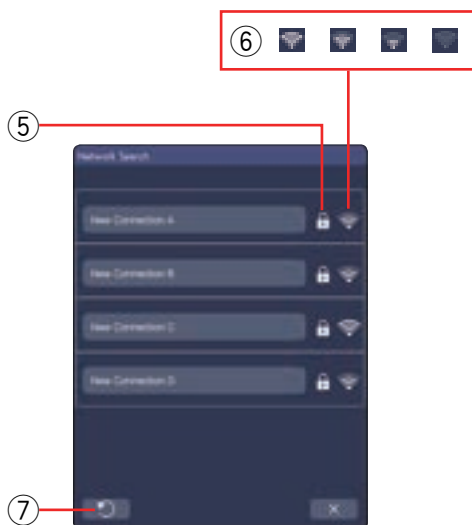 ⑥
⑤
Network Search
New Connection A
New Connection B
New Connection C
New Connection D
⑦